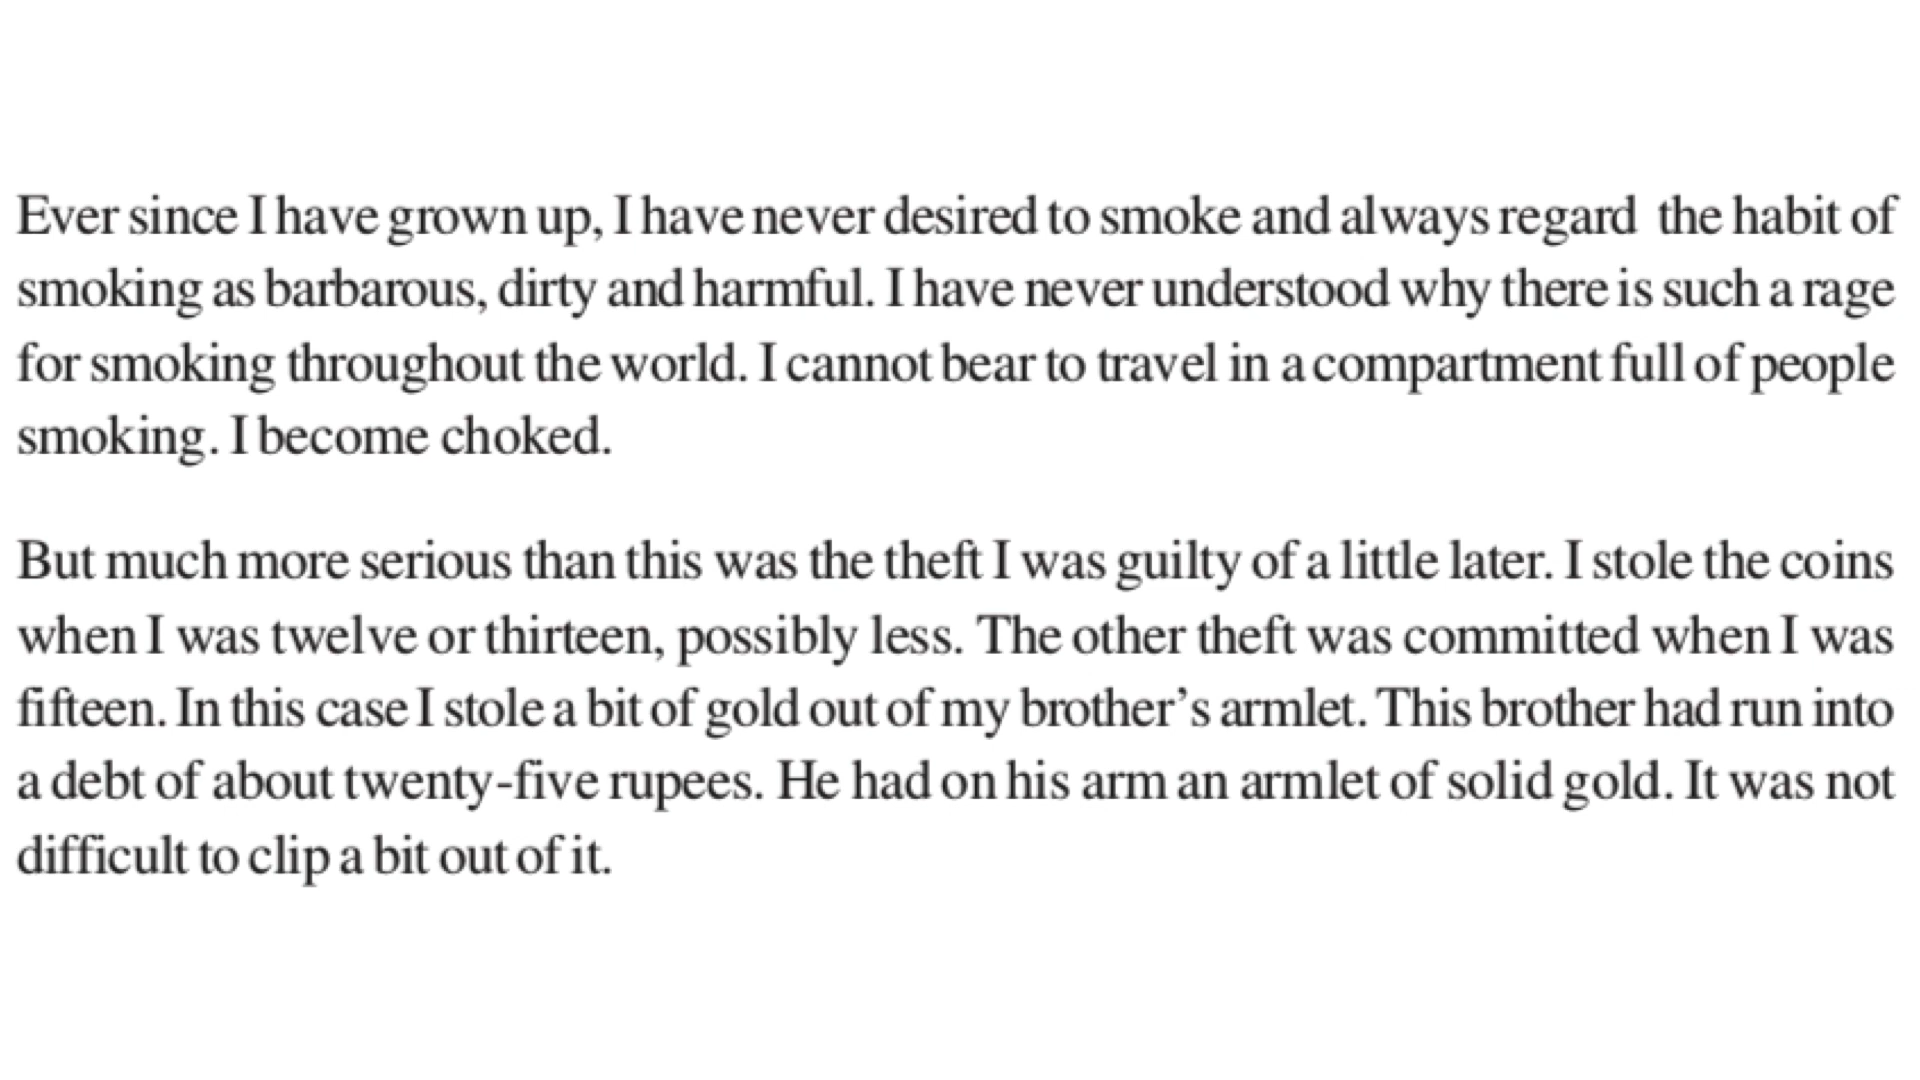 Ever since I have grown up, I have never desired to smoke and always regard the habit of
smoking as barbarous, dirty and harmful. I have never understood why there is such a rage
for smoking throughout the world. I cannot bear to travel in a compartment full of people
smoking. I become choked.
But much more serious than this was the theft I was guilty of a little later. I stole the coins
when I was twelve or thirteen, possibly less. The other theft was committed when I was
fifteen. In this case I stole a bit of gold out of my brother’s armlet. This brother had run into
a debt of about twenty-five rupees. He had on his arm an armlet of solid gold. It was not
difficult to clip a bit out of it.